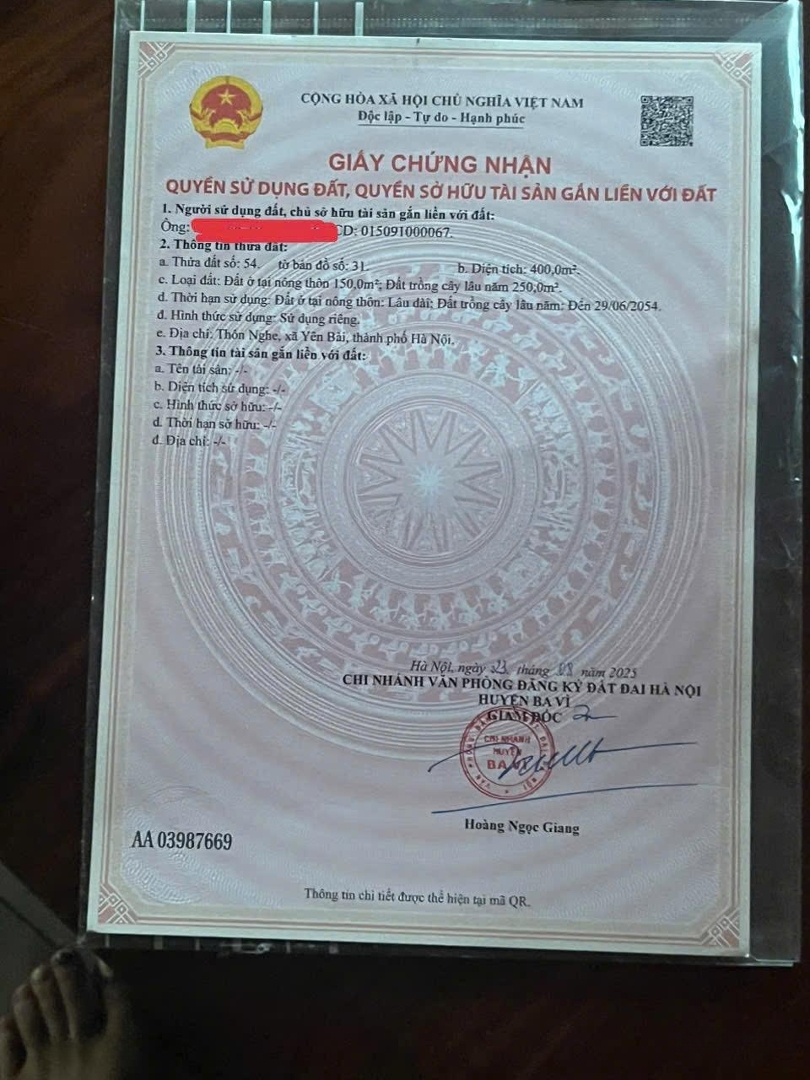 CỘNG HÒA XÃ HỘI CHỦ NGHĨA VIỆT NAM
Độc lập - Tự do - Hạnh phúc
GIẤY CHỨNG NHẬN
QUYỀN SỬ DỤNG ĐẤT, QUYỀN SỞ HỮU TÀI SẢN GẮN LIỀN VỚI ĐẤT
1. Người sử dụng đất, chủ sở hữu tài sản gắn liền với đất:
Ông: CD: 015091000067.
2. Thông tin thửa đất:
a. Thửa đất số: 54. tờ bản đồ số: 31. b. Diện tích: 400,0m².
c. Loại đất: Đất ở tại nông thôn 150,0m²; Đất trồng cây lâu năm 250,0m².
d. Thời hạn sử dụng: Đất ở tại nông thôn: Lâu dài; Đất trồng cây lâu năm: Đến 29/06/2054.
đ. Hình thức sử dụng: Sử dụng riêng.
e. Địa chỉ: Thôn Nghe, xã Yên Bài, thành phố Hà Nội.
3. Thông tin tài sản gắn liền với đất:
a. Tên tài sản: -/-
b. Diện tích sử dụng: -/-
c. Hình thức sở hữu: -/-
d. Thời hạn sở hữu: -/-
đ. Địa chỉ: -/-
Hà Nội, ngày 23 tháng 08 năm 2025
CHI NHÁNH VĂN PHÒNG ĐĂNG KÝ ĐẤT ĐAI HÀ NỘI
HUYỆN BA VÌ
GIÁM ĐỐC
CHI NHÁNH
HUYỆN
BA VÌ
Hoàng Ngọc Giang
AA 03987669
Thông tin chi tiết được thể hiện tại mã QR.